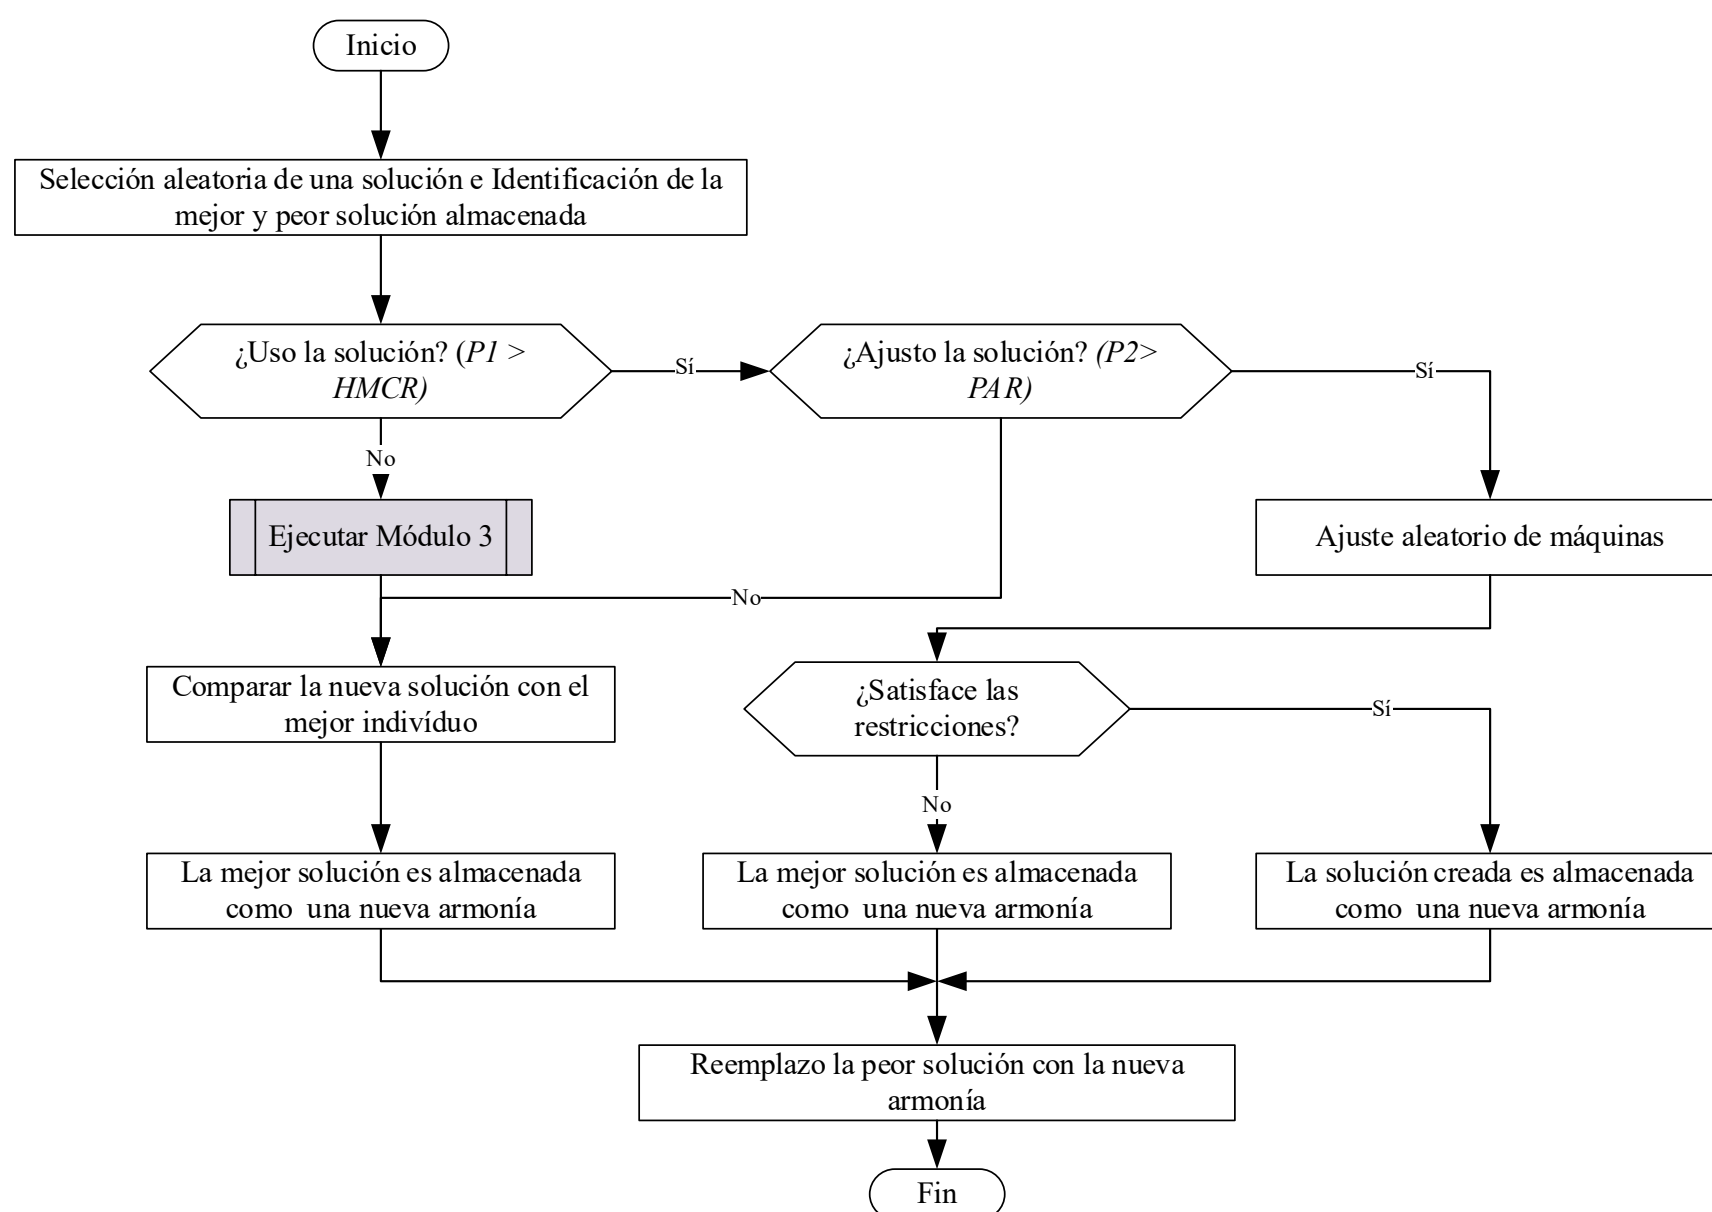 Inicio
Selección aleatoria de una solución e Identificación de la
mejor y peor solución almacenada
¿Uso la solución? (P1 >
HMCR)
Sí
¿Ajusto la solución? (P2>
PAR)
Sí
No
Ejecutar Módulo 3
Ajuste aleatorio de máquinas
No
Comparar la nueva solución con el
mejor indivíduo
¿Satisface las
restricciones?
Sí
No
La mejor solución es almacenada
como una nueva armonía
La mejor solución es almacenada
como una nueva armonía
La solución creada es almacenada
como una nueva armonía
Reemplazo la peor solución con la nueva
armonía
Fin